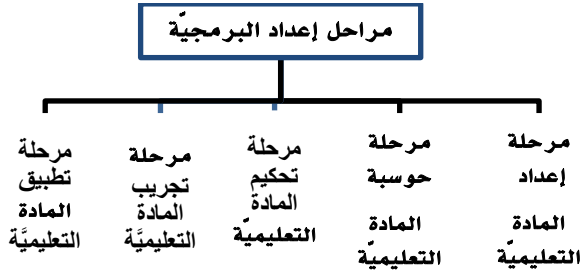 مراحل إعداد البرمجيّة
مرحلة
إعداد
المادة
التعليميّة
مرحلة
حوسبة
المادة
التعليميّة
مرحلة
تحكيم
المادة
التعليميّة
مرحلة
تجريب
المادة
التعليميَّة
مرحلة
تطبيق
المادة
التعليميَّة